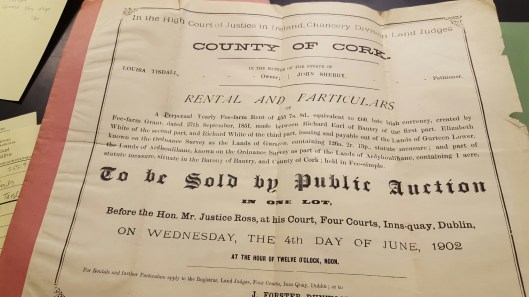 In the High Court of Justice in Ireland, Chancery Division, Land Judges
COUNTY OF CORK.
IN THE MATTER OF THE ESTATE OF
LOUISA TISDALL, Owner; JOHN SHERRY, Petitioner.
RENTAL AND PARTICULARS
OF
A Perpetual Yearly Fee-farm Rent of 7s. 8d., equivalent to late Irish currency, created by
Fee-farm Grant, dated 27th September, 1851, made between Richard Earl of Bantry of the first part, Elizabeth
White of the second part, and Richard White of the third part, issuing and payable out of the Lands of Gurteen Lower,
known on the Ordnance Survey as the Lands of containing 126a. 2r. 13p. statute measure; and part of
the Lands of known on the Ordnance Survey as part of the Lands of containing 1 acre,
statute measure, situate in the Barony of Bantry, and County of Cork; held in Fee-simple.
To be Sold by Public Auction
IN ONE LOT,
Before the Hon. Mr. Justice Ross, at his Court, Four Courts, Inns-quay, Dublin,
ON WEDNESDAY, THE 4th DAY OF JUNE, 1902
AT THE HOUR OF TWELVE O'CLOCK, NOON.
For Rentals and further Particulars apply to the Registrar, Land Judges, Four Courts, Inns Quay, Dublin; or to
J. FORSTER